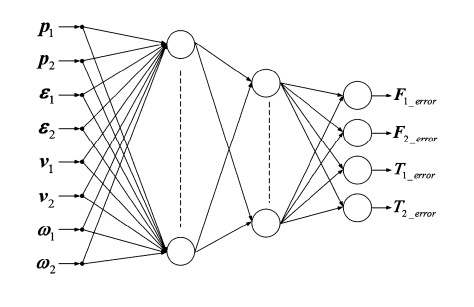 p1
p2
ε1
ε2
v1
v2
ω1
ω2
F1_error
F2_error
T1_error
T2_error